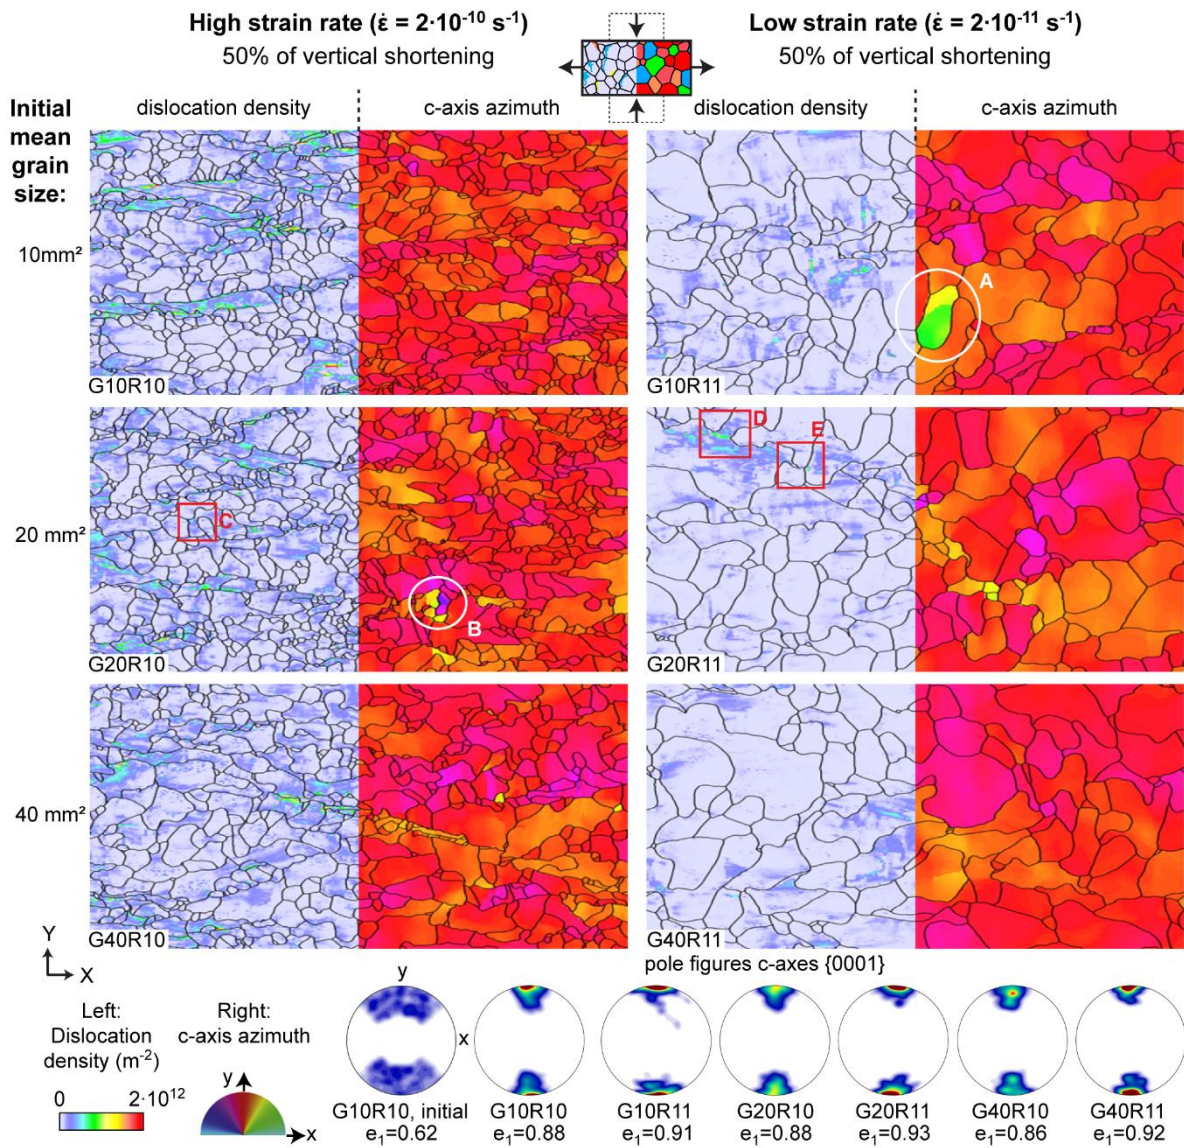 High strain rate (ε̇ = 2·10⁻¹⁰ s⁻¹)
50% of vertical shortening
Low strain rate (ε̇ = 2·10⁻¹¹ s⁻¹)
50% of vertical shortening
Initial
mean
grain
size:
dislocation density
c-axis azimuth
dislocation density
c-axis azimuth
10mm²
G10R10
G10R11
A
20 mm²
C
B
G20R10
D
E
G20R11
40 mm²
G40R10
G40R11
Y
X
pole figures c-axes {0001}
Left:
Dislocation
density (m⁻²)
0
2·10¹²
Right:
c-axis azimuth
y
x
y
x
G10R10, initial
e₁=0.62
G10R10
e₁=0.88
G10R11
e₁=0.91
G20R10
e₁=0.88
G20R11
e₁=0.93
G40R10
e₁=0.86
G40R11
e₁=0.92